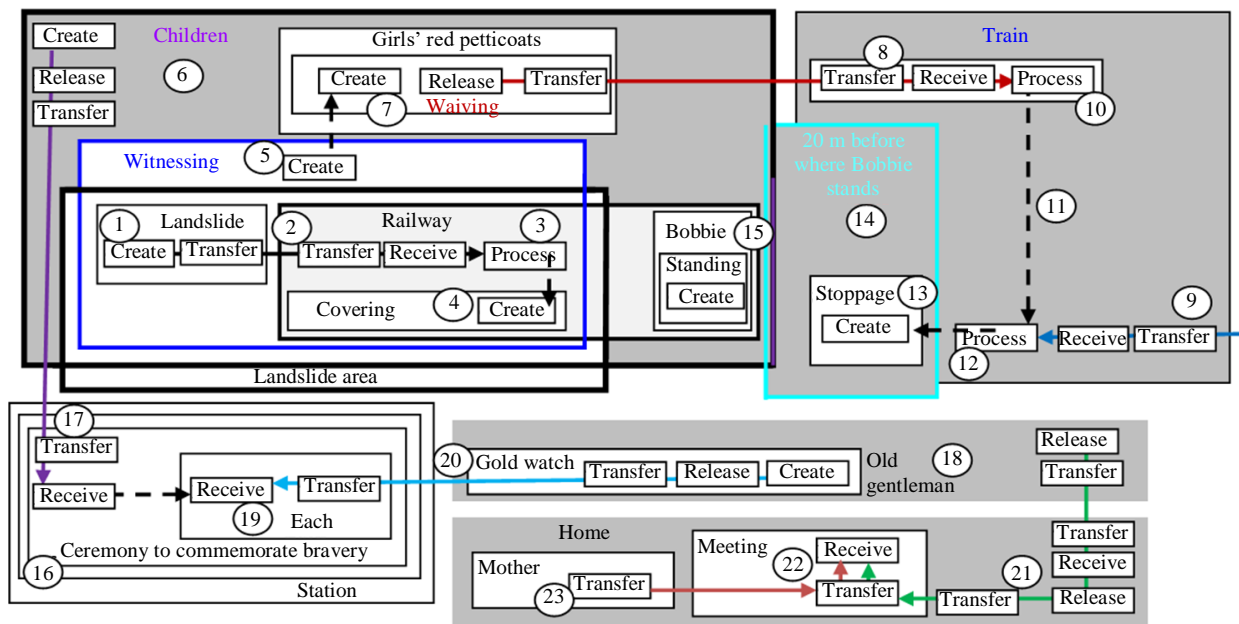 Create
Children
6
Release
Transfer
Girls' red petticoats
Create
Release
Transfer
7
Waiving
8
Train
Transfer
Receive
Process
10
Witnessing
5
Create
20 m before
where Bobbie
stands
14
11
1
Landslide
2
Railway
3
Create
Transfer
Transfer
Receive
Process
Covering
4
Create
Bobbie
15
Standing
Create
Stoppage
13
Create
9
Process
Receive
Transfer
12
Landslide area
17
Transfer
Receive
Receive
Transfer
19
Each
Ceremony to commemorate bravery
16
Station
20
Gold watch
Transfer
Release
Create
Old
gentleman
18
Release
Transfer
Home
Mother
Transfer
23
Meeting
22
Receive
Transfer
Transfer
Receive
21
Transfer
Release